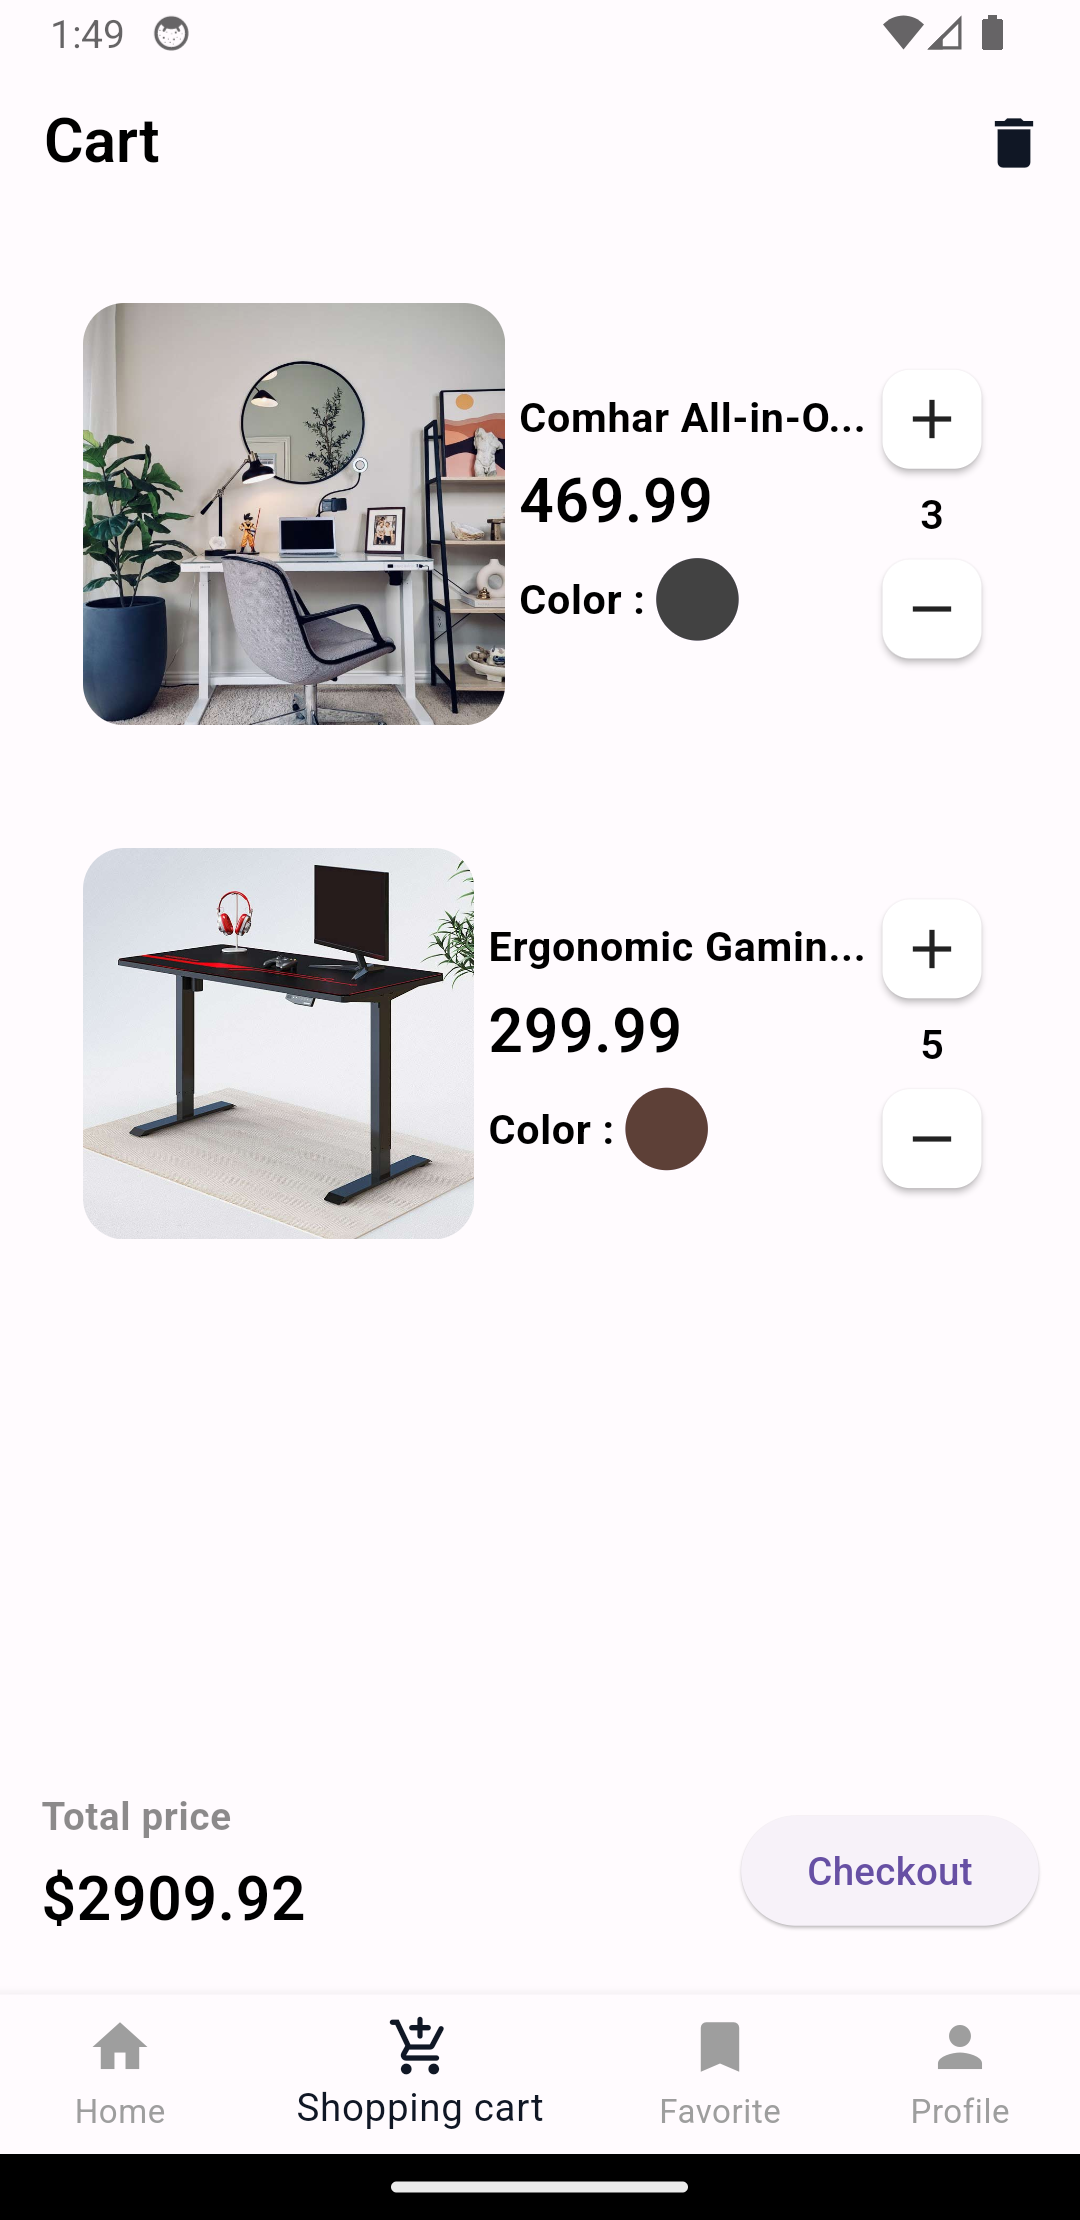 1:49
Cart
Comhar All-in-O...
469.99
3
Color :
Ergonomic Gamin...
299.99
5
Color :
Total price
$2909.92
Checkout
Home
Shopping cart
Favorite
Profile